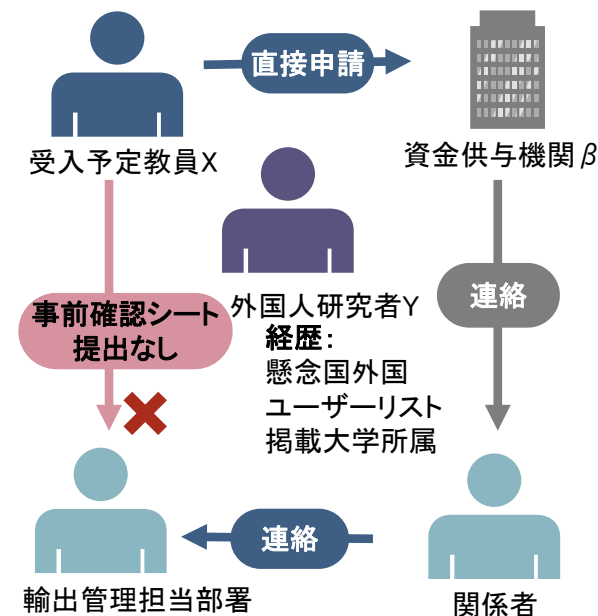 直接申請
受入予定教員X
資金供与機関β
事前確認シート
提出なし
外国人研究者Y
経歴：
懸念国外国
ユーザーリスト
掲載大学所属
連絡
連絡
輸出管理担当部署
関係者